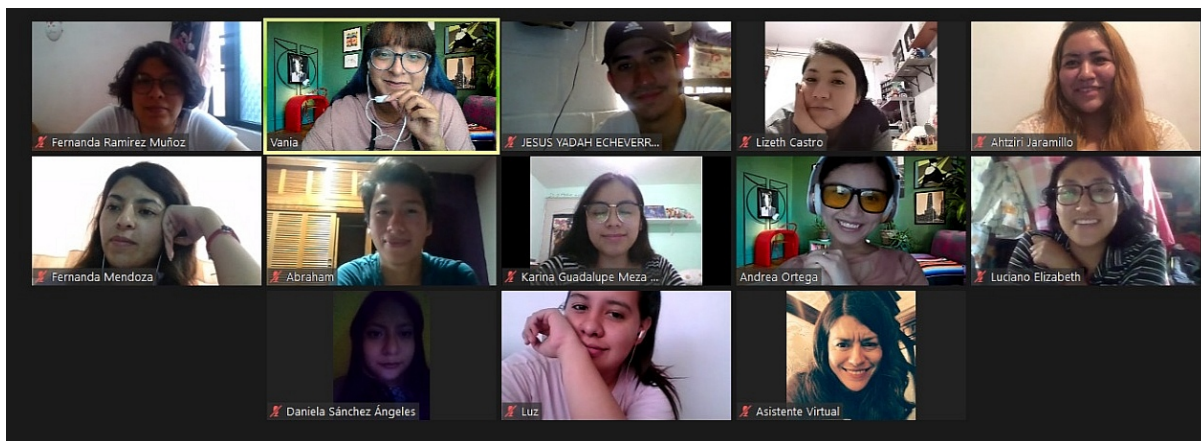 Fernanda Ramirez Muñoz
Vania
JESUS YADAH ECHEVERR...
Lizeth Castro
Ahtziri Jaramillo
Fernanda Mendoza
Abraham
Karina Guadalupe Meza ...
Andrea Ortega
Luciano Elizabeth
Daniela Sánchez Ángeles
Luz
Asistente Virtual